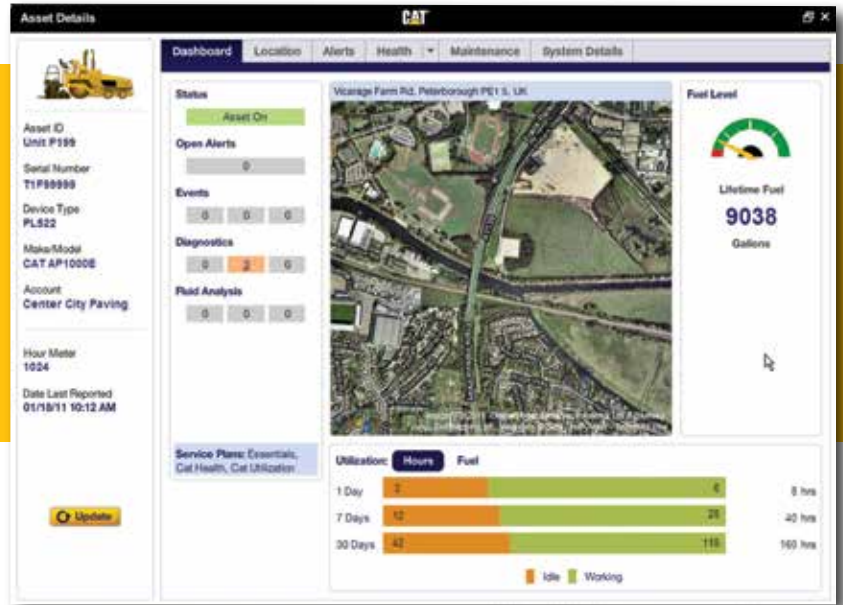 Asset Details
CAT
Dashboard Location Alerts Health Maintenance System Details
Asset ID
Unit P199
Serial Number
T1F99999
Device Type
PL522
Make/Model
CAT AP1000E
Account
Center City Paving
Hour Meter
1024
Date Last Reported
01/18/11 10:12 AM
Update
Status
Asset On
Open Alerts
0
Events
0 0 0
Diagnostics
0 0
Fluid Analysis
0 0 0
Service Plans: Essentials,
Cat Health, Cat Utilization
Vicarage Farm Rd, Peterborough PE1 5, UK
Fuel Level
Lifetime Fuel
9038
Gallons
Utilization: Hours Fuel
1 Day 2 6 8 hrs
7 Days 12 28 40 hrs
30 Days 42 160 hrs
Idle Working